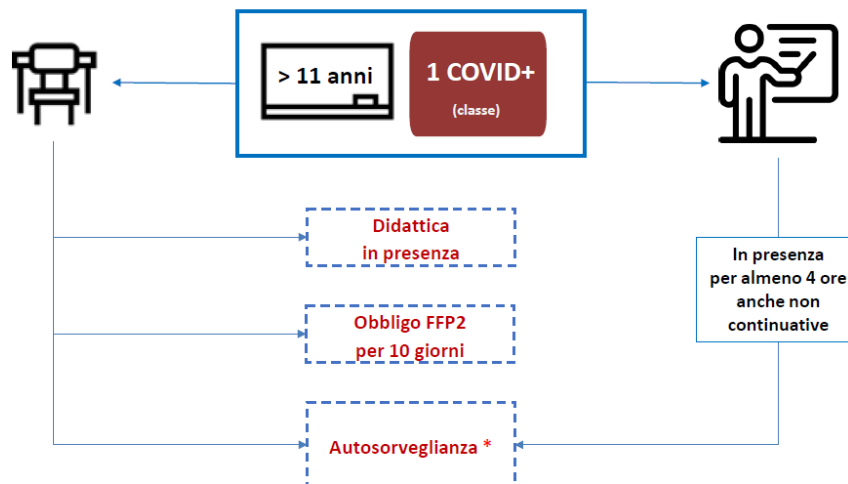 > 11 anni
1 COVID+
(classe)
Didattica
in presenza
In presenza
per almeno 4 ore
anche non
continuative
Obbligo FFP2
per 10 giorni
Autosorveglianza *